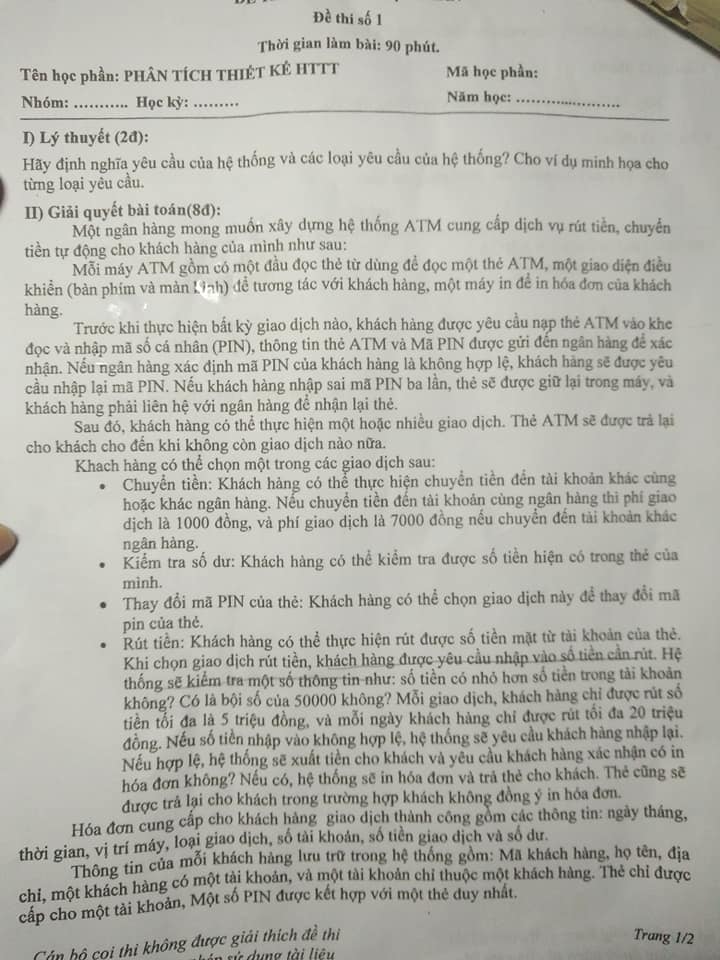 Đề thi số 1
Thời gian làm bài: 90 phút.
Tên học phần: PHÂN TÍCH THIẾT KẾ HTTT Mã học phần:
Nhóm: ........... Học kỳ: ......... Năm học: ........................
I) Lý thuyết (2đ):
Hãy định nghĩa yêu cầu của hệ thống và các loại yêu cầu của hệ thống? Cho ví dụ minh họa cho
từng loại yêu cầu.
II) Giải quyết bài toán(8đ):
Một ngân hàng mong muốn xây dựng hệ thống ATM cung cấp dịch vụ rút tiền, chuyển
tiền tự động cho khách hàng của mình như sau:
Mỗi máy ATM gồm có một đầu đọc thẻ từ dùng để đọc một thẻ ATM, một giao diện điều
khiển (bàn phím và màn hình) để tương tác với khách hàng, một máy in để in hóa đơn của khách
hàng.
Trước khi thực hiện bất kỳ giao dịch nào, khách hàng được yêu cầu nạp thẻ ATM vào khe
đọc và nhập mã số cá nhân (PIN), thông tin thẻ ATM và Mã PIN được gửi đến ngân hàng để xác
nhận. Nếu ngân hàng xác định mã PIN của khách hàng là không hợp lệ, khách hàng sẽ được yêu
cầu nhập lại mã PIN. Nếu khách hàng nhập sai mã PIN ba lần, thẻ sẽ được giữ lại trong máy, và
khách hàng phải liên hệ với ngân hàng để nhận lại thẻ.
Sau đó, khách hàng có thể thực hiện một hoặc nhiều giao dịch. Thẻ ATM sẽ được trả lại
cho khách cho đến khi không còn giao dịch nào nữa.
Khach hàng có thể chọn một trong các giao dịch sau:
• Chuyển tiền: Khách hàng có thể thực hiện chuyển tiền đến tài khoản khác cùng
hoặc khác ngân hàng. Nếu chuyển tiền đến tài khoản cùng ngân hàng thì phí giao
dịch là 1000 đồng, và phí giao dịch là 7000 đồng nếu chuyển đến tài khoản khác
ngân hàng.
• Kiểm tra số dư: Khách hàng có thể kiểm tra được số tiền hiện có trong thẻ của
mình.
• Thay đổi mã PIN của thẻ: Khách hàng có thể chọn giao dịch này để thay đổi mã
pin của thẻ.
• Rút tiền: Khách hàng có thể thực hiện rút được số tiền mặt từ tài khoản của thẻ.
Khi chọn giao dịch rút tiền, khách hàng được yêu cầu nhập vào số tiền cần rút. Hệ
thống sẽ kiểm tra một số thông tin như: số tiền có nhỏ hơn số tiền trong tài khoản
không? Có là bội số của 50000 không? Mỗi giao dịch, khách hàng chỉ được rút số
tiền tối đa là 5 triệu đồng, và mỗi ngày khách hàng chỉ được rút tối đa 20 triệu
đồng. Nếu số tiền nhập vào không hợp lệ, hệ thống sẽ yêu cầu khách hàng nhập lại.
Nếu hợp lệ, hệ thống sẽ xuất tiền cho khách và yêu cầu khách hàng xác nhận có in
hóa đơn không? Nếu có, hệ thống sẽ in hóa đơn và trả thẻ cho khách. Thẻ cũng sẽ
được trả lại cho khách trong trường hợp khách không đồng ý in hóa đơn.
Hóa đơn cung cấp cho khách hàng giao dịch thành công gồm các thông tin: ngày tháng,
thời gian, vị trí máy, loại giao dịch, số tài khoản, số tiền giao dịch và số dư.
Thông tin của mỗi khách hàng lưu trữ trong hệ thống gồm: Mã khách hàng, họ tên, địa
chỉ, một khách hàng có một tài khoản, và một tài khoản chỉ thuộc một khách hàng. Thẻ chỉ được
cấp cho một tài khoản, Một số PIN được kết hợp với một thẻ duy nhất.
Cán bộ coi thi không được giải thích đề thi Trang 1/2
sử dụng tài liệu